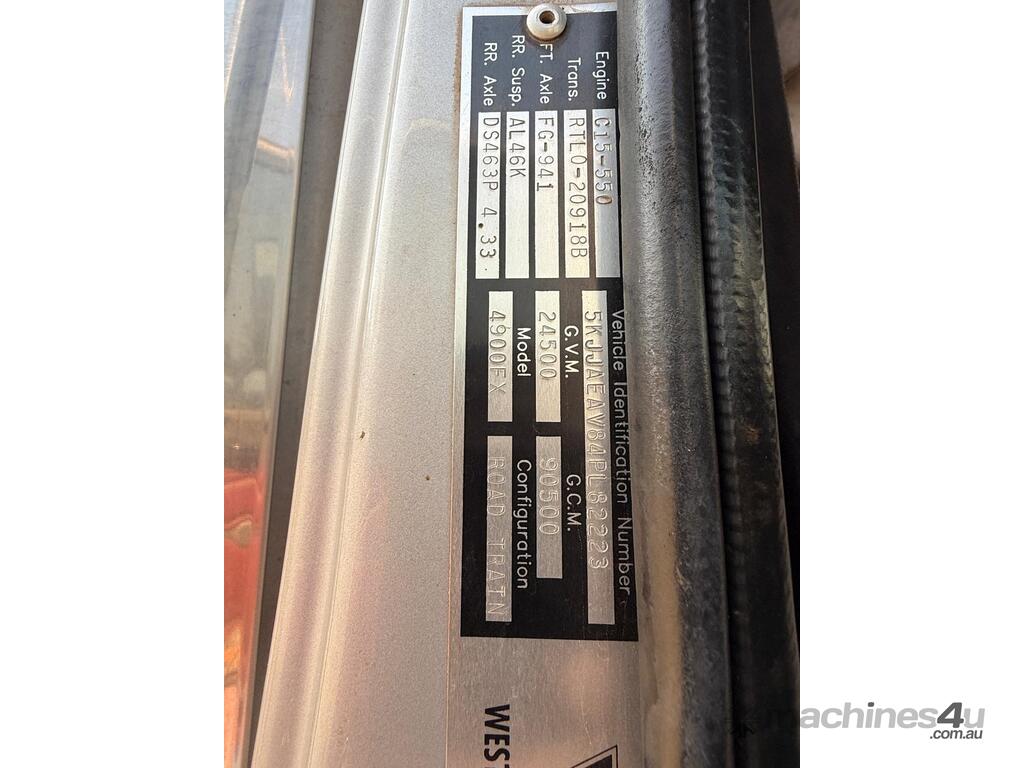 Engine C15-550
Trans. RTLO-20918B
FT. Axle FG-941
RR. Susp. AL46K
RR. Axle DS463P 4.33
Vehicle Identification Number
5KJJAEAV84PL82223
G.V.M. G.C.M.
24500 90500
Model Configuration
4900FX ROAD TRAIN
WEST
machines4u
.com.au